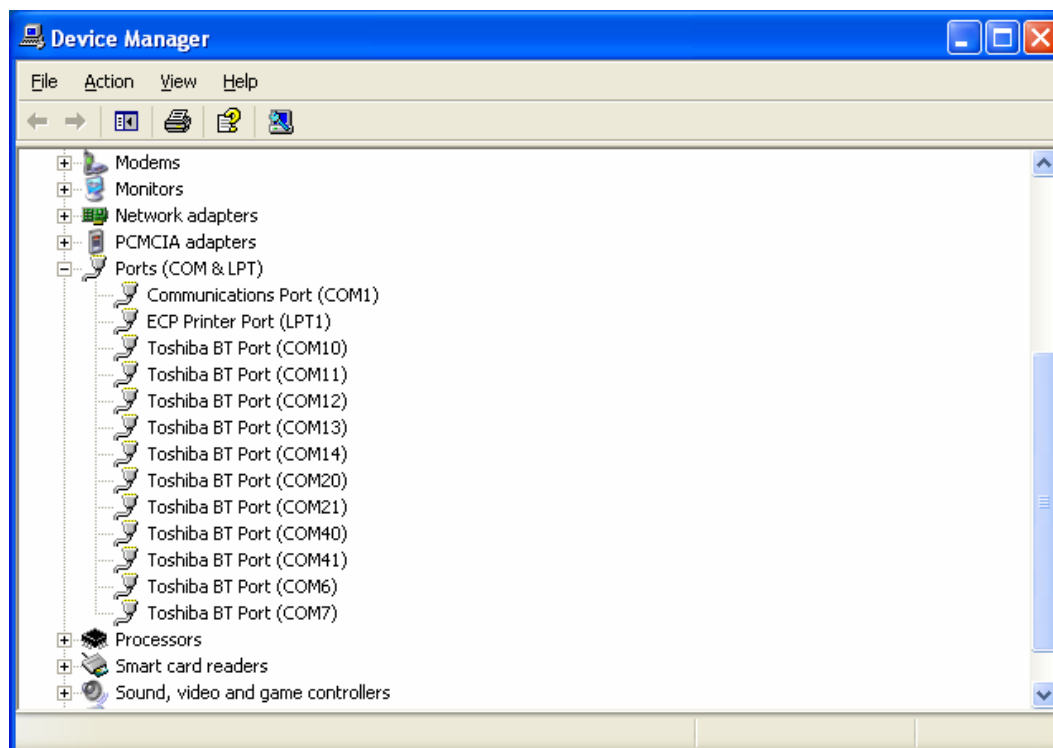 Device Manager
File Action View Help
Modems
Monitors
Network adapters
PCMCIA adapters
Ports (COM & LPT)
Communications Port (COM1)
ECP Printer Port (LPT1)
Toshiba BT Port (COM10)
Toshiba BT Port (COM11)
Toshiba BT Port (COM12)
Toshiba BT Port (COM13)
Toshiba BT Port (COM14)
Toshiba BT Port (COM20)
Toshiba BT Port (COM21)
Toshiba BT Port (COM40)
Toshiba BT Port (COM41)
Toshiba BT Port (COM6)
Toshiba BT Port (COM7)
Processors
Smart card readers
Sound, video and game controllers